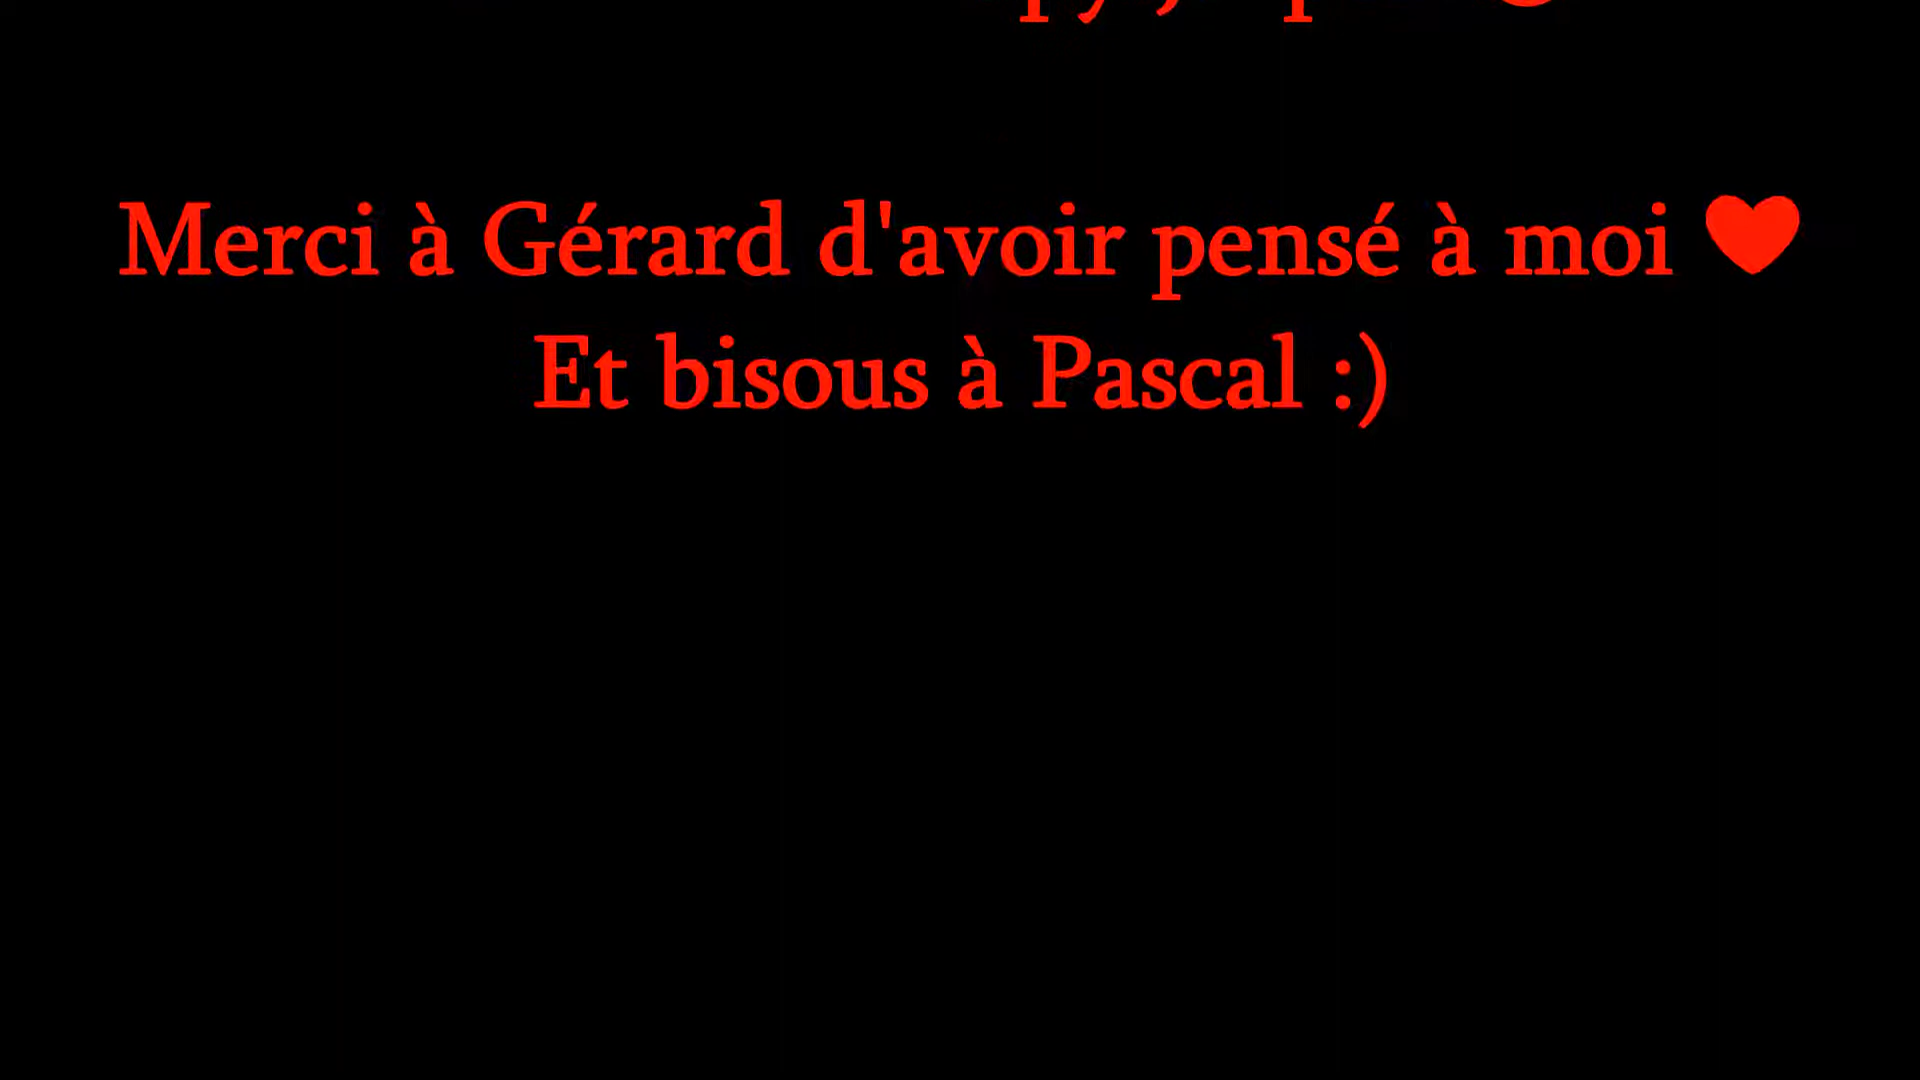 Merci à Gérard d'avoir pensé à moi ♥
Et bisous à Pascal :)